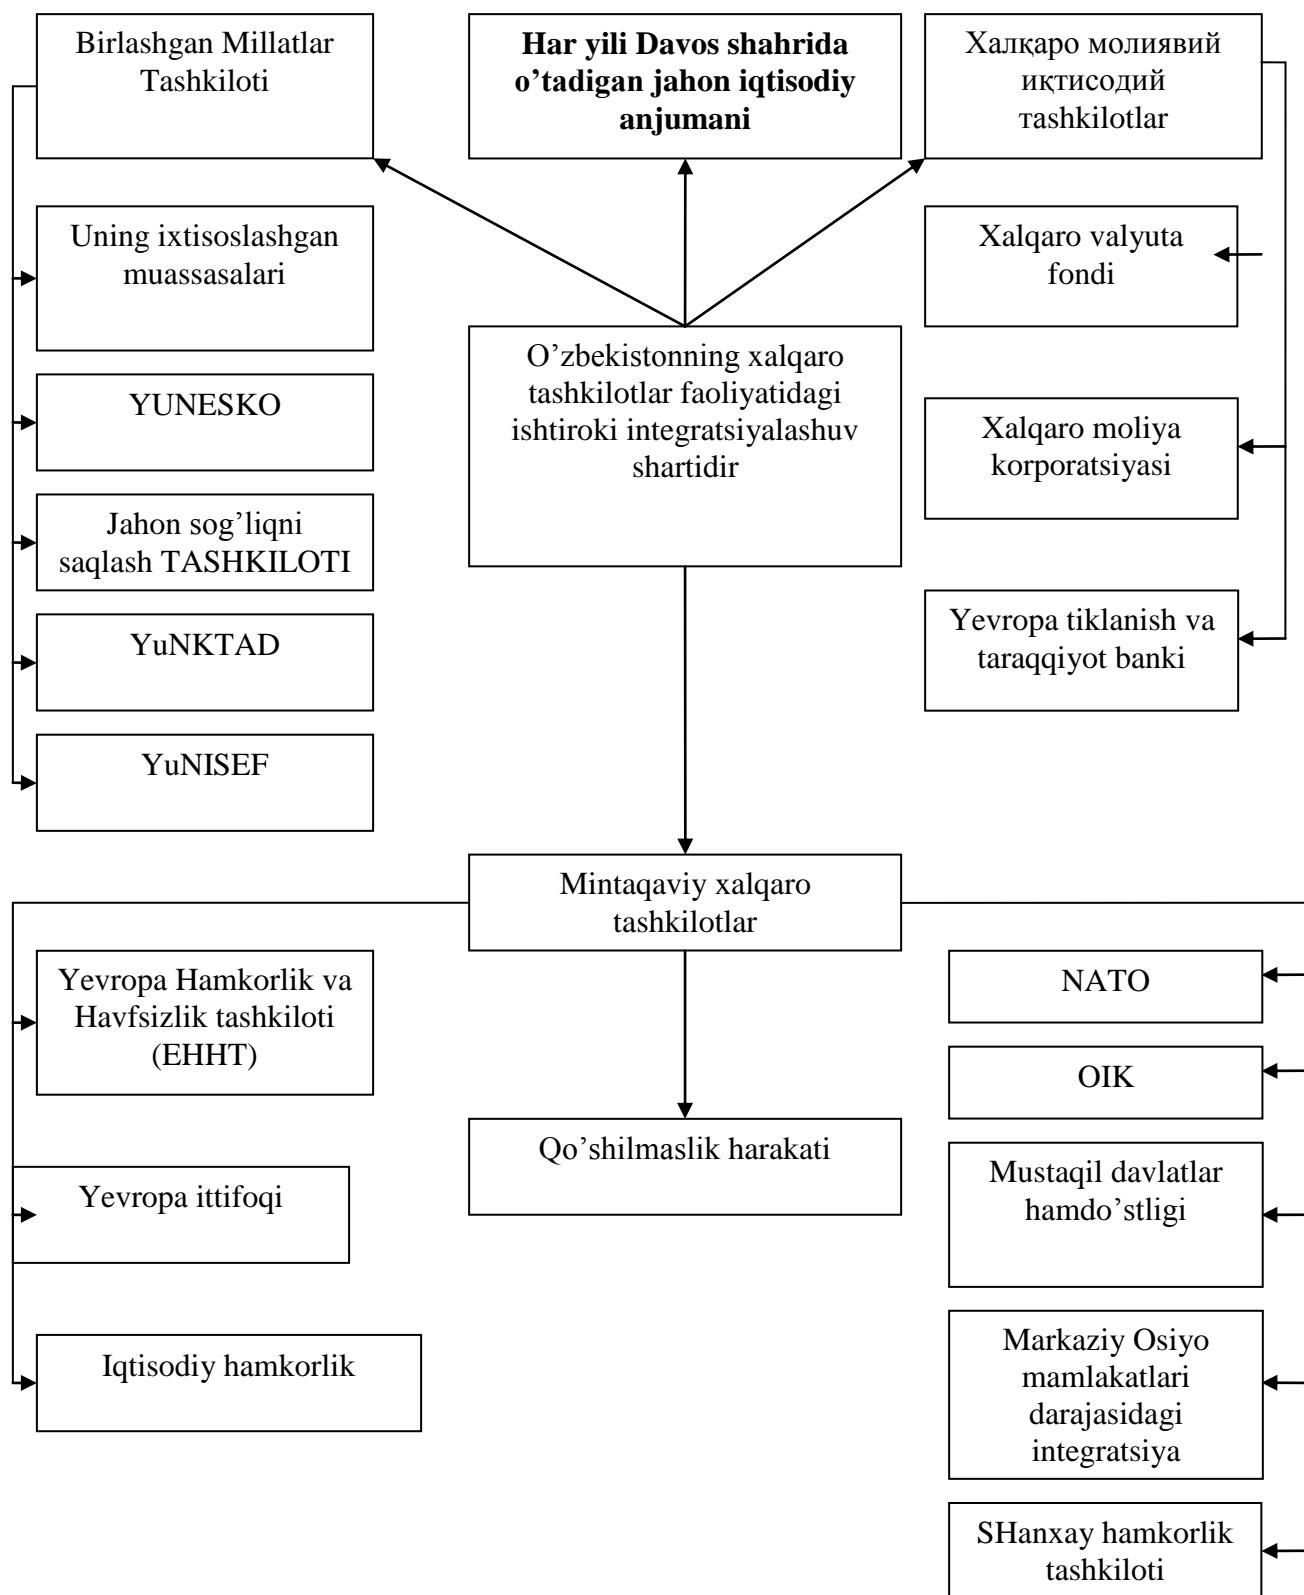 Birlashgan Millatlar
Tashkiloti
Har yili Davos shahrida
o’tadigan jahon iqtisodiy
anjumani
Халқаро молиявий
иқтисодий
тashkilotlar
Uning ixtisoslashgan
muassasalari
Xalqaro valyuta
fondi
O’zbekistonning xalqaro
tashkilotlar faoliyatidagi
ishtiroki integratsiyalashuv
shartidir
YUNESKO
Xalqaro moliya
korporatsiyasi
Jahon sog’liqni
saqlash TASHKILOTI
YuNKTAD
Yevropa tiklanish va
taraqqiyot banki
YuNISEF
Mintaqaviy xalqaro
tashkilotlar
Yevropa Hamkorlik va
Havfsizlik tashkiloti
(EHHT)
NATO
OIK
Qo’shilmaslik harakati
Yevropa ittifoqi
Mustaqil davlatlar
hamdo’stligi
Iqtisodiy hamkorlik
Markaziy Osiyo
mamlakatlari
darajasidagi
integratsiya
SHanxay hamkorlik
tashkiloti